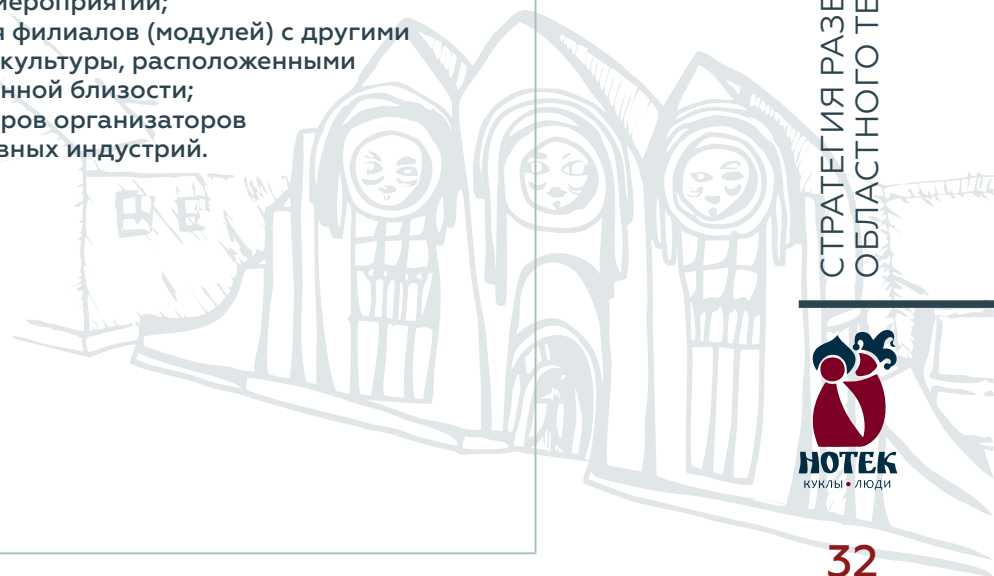 мероприятий;
я филиалов (модулей) с другими
культуры, расположенными
нной близости;
ров организаторов
вных индустрий.
СТРАТЕГИЯ РАЗВ
ОБЛАСТНОГО ТЕ
НОТЕК
КУКЛЫ • ЛЮДИ
32